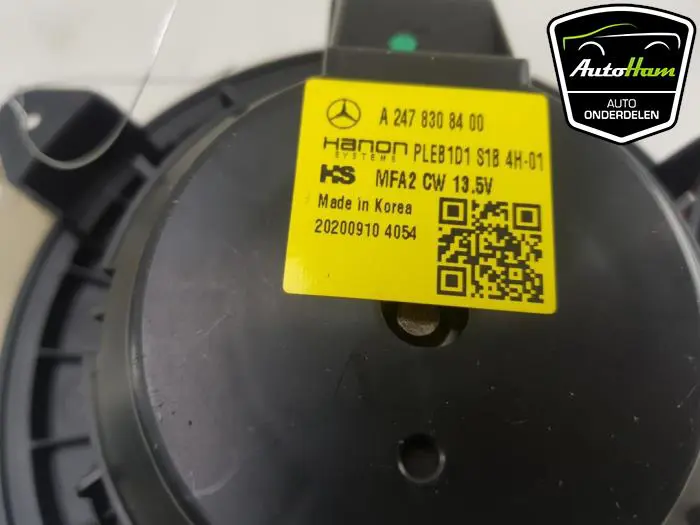 AutoHam
AUTO
ONDERDELEN
A 247 830 84 00
Hanon
SYSTEMS
PLEB1D1 S1B 4H-01
HS
MFA2 CW 13.5V
Made in Korea
20200910 4054